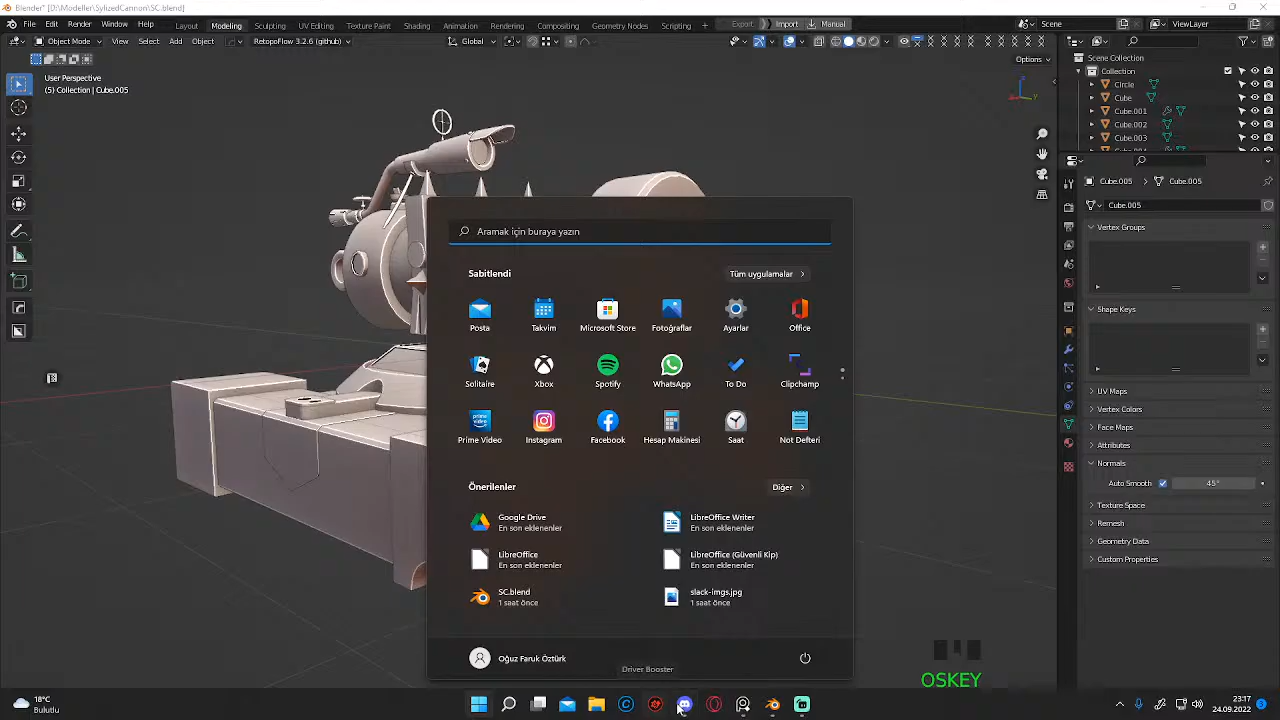 Blender* [D:\Modeller\SylizedCannon\SC.blend]
File Edit Render Window Help Layout Modeling Sculpting UV Editing Texture Paint Shading Animation Rendering Compositing Geometry Nodes Scripting + Export Import Manual Scene ViewLayer
Object Mode View Select Add Object RetopoFlow 3.2.6 (github) Global
Options
User Perspective
(5) Collection | Cube.005
Scene Collection
Collection
Circle
Cube
Cube.001
Cube.002
Cube.003
Cube.005 > Cube.005
Cube.005
Vertex Groups
Shape Keys
UV Maps
Vertex Colors
Face Maps
Attributes
Normals
Auto Smooth 45°
Texture Space
Remesh
Geometry Data
Custom Properties
Aramak için buraya yazın
Sabitlendi Tüm uygulamalar >
Posta Takvim Microsoft Store Fotoğraflar Ayarlar Office
Solitaire Xbox Spotify WhatsApp To Do Clipchamp
Prime Video Instagram Facebook Hesap Makinesi Saat Not Defteri
Önerilenler Diğer >
Google Drive
En son eklenenler
LibreOffice Writer
En son eklenenler
LibreOffice
En son eklenenler
LibreOffice (Güvenli Kip)
En son eklenenler
SC.blend
1 saat önce
slack-imgs.jpg
1 saat önce
Oğuz Faruk Öztürk
Driver Booster
OSKEY
18°C
Bulutlu
23:17
24.09.2022